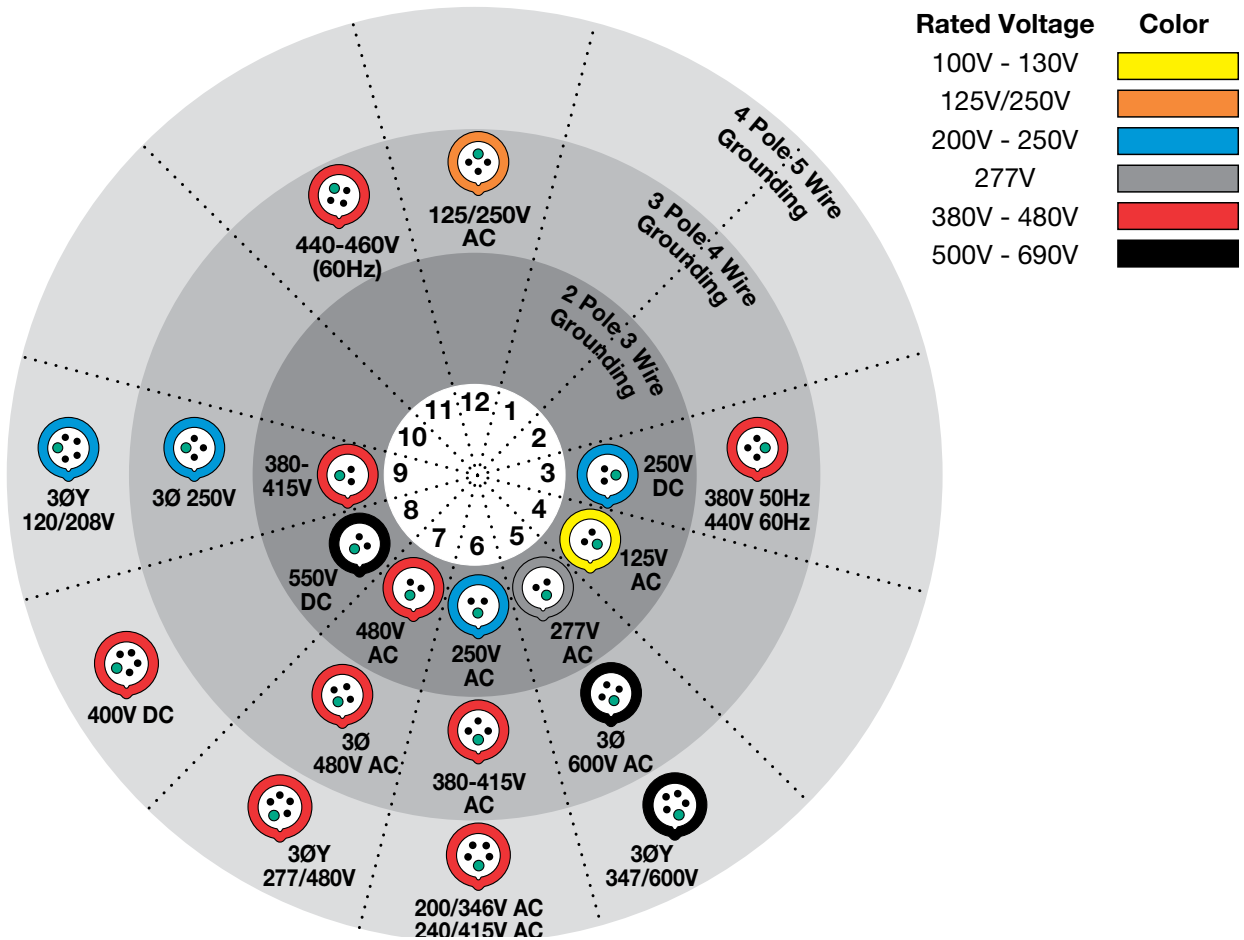 Rated Voltage Color
100V - 130V
125V/250V
200V - 250V
277V
380V - 480V
500V - 690V
4 Pole 5 Wire
Grounding
3 Pole 4 Wire
Grounding
2 Pole 3 Wire
Grounding
125/250V
AC
440-460V
(60Hz)
12
1
2
3
4
5
6
7
8
9
10
11
3ØY
120/208V
3Ø 250V
380-
415V
250V
DC
380V 50Hz
440V 60Hz
125V
AC
550V
DC
480V
AC
250V
AC
277V
AC
400V DC
3Ø
480V AC
380-415V
AC
3Ø
600V AC
3ØY
277/480V
200/346V AC
240/415V AC
3ØY
347/600V